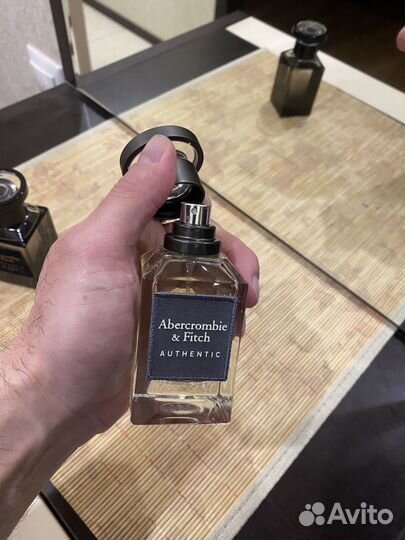 Abercrombie
& Fitch
AUTHENTIC
Avito